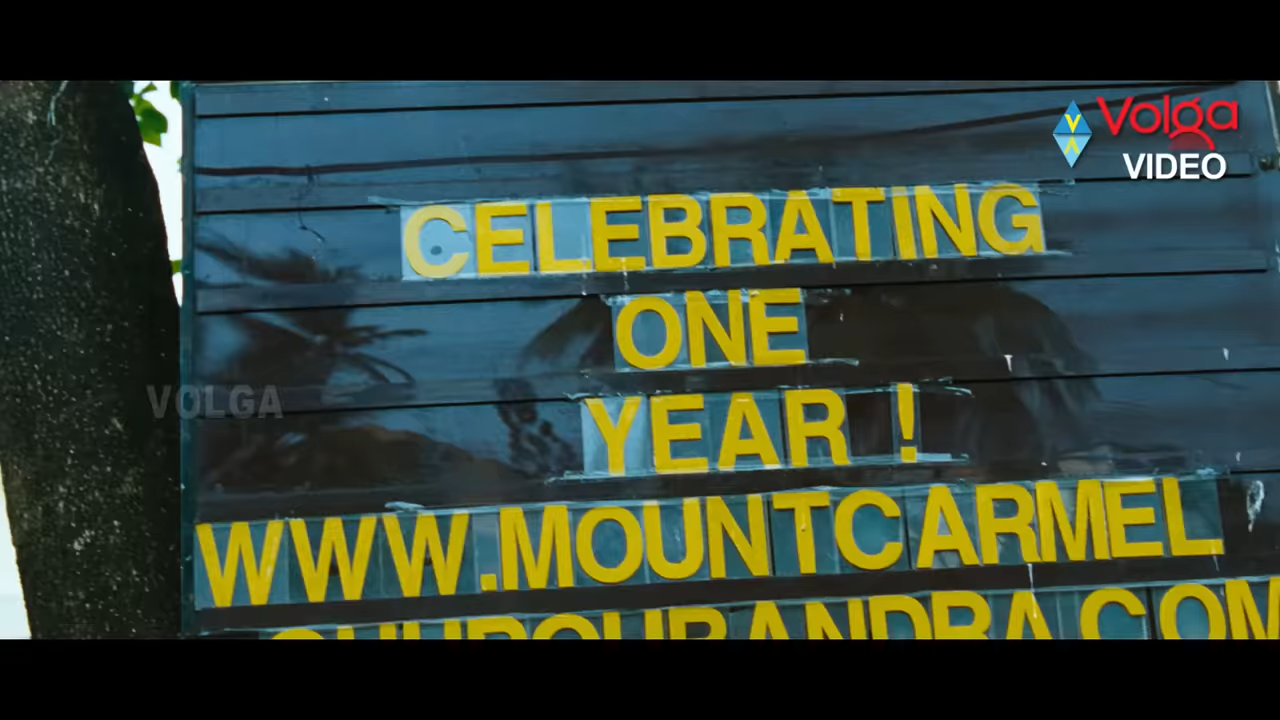 Volga
VIDEO
CELEBRATING
ONE
YEAR !
VOLGA
WWW.MOUNTCARMEL